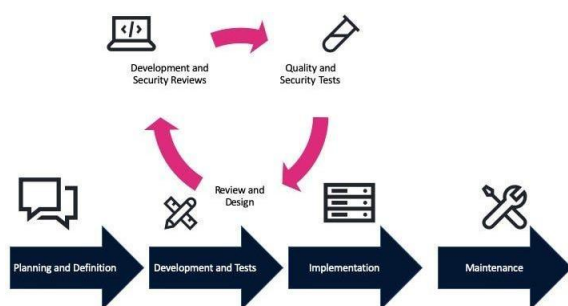 Development and
Security Reviews
Quality and
Security Tests
Review and
Design
Planning and Definition
Development and Tests
Implementation
Maintenance